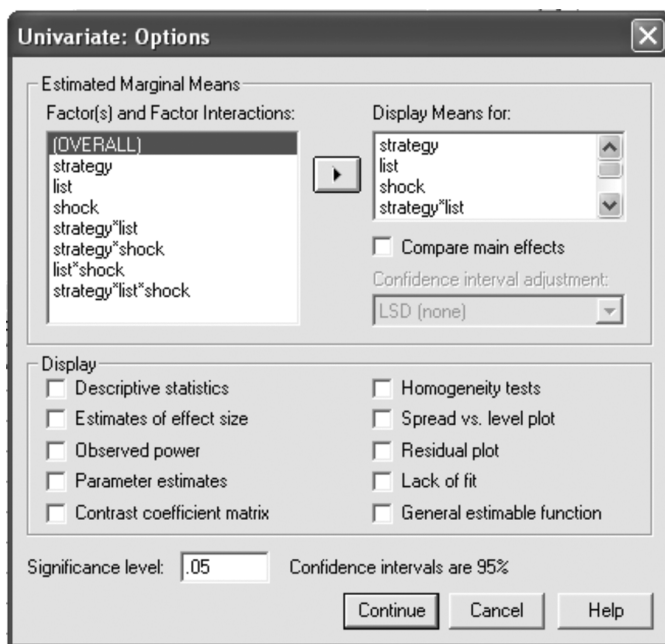 Univariate: Options
Estimated Marginal Means
Factor(s) and Factor Interactions:
(OVERALL)
strategy
list
shock
strategy*list
strategy*shock
list*shock
strategy*list*shock
Display Means for:
strategy
list
shock
strategy*list
Compare main effects
Confidence interval adjustment:
LSD (none)
Display
Descriptive statistics
Homogeneity tests
Estimates of effect size
Spread vs. level plot
Observed power
Residual plot
Parameter estimates
Lack of fit
Contrast coefficient matrix
General estimable function
Significance level: .05 Confidence intervals are 95%
Continue Cancel Help